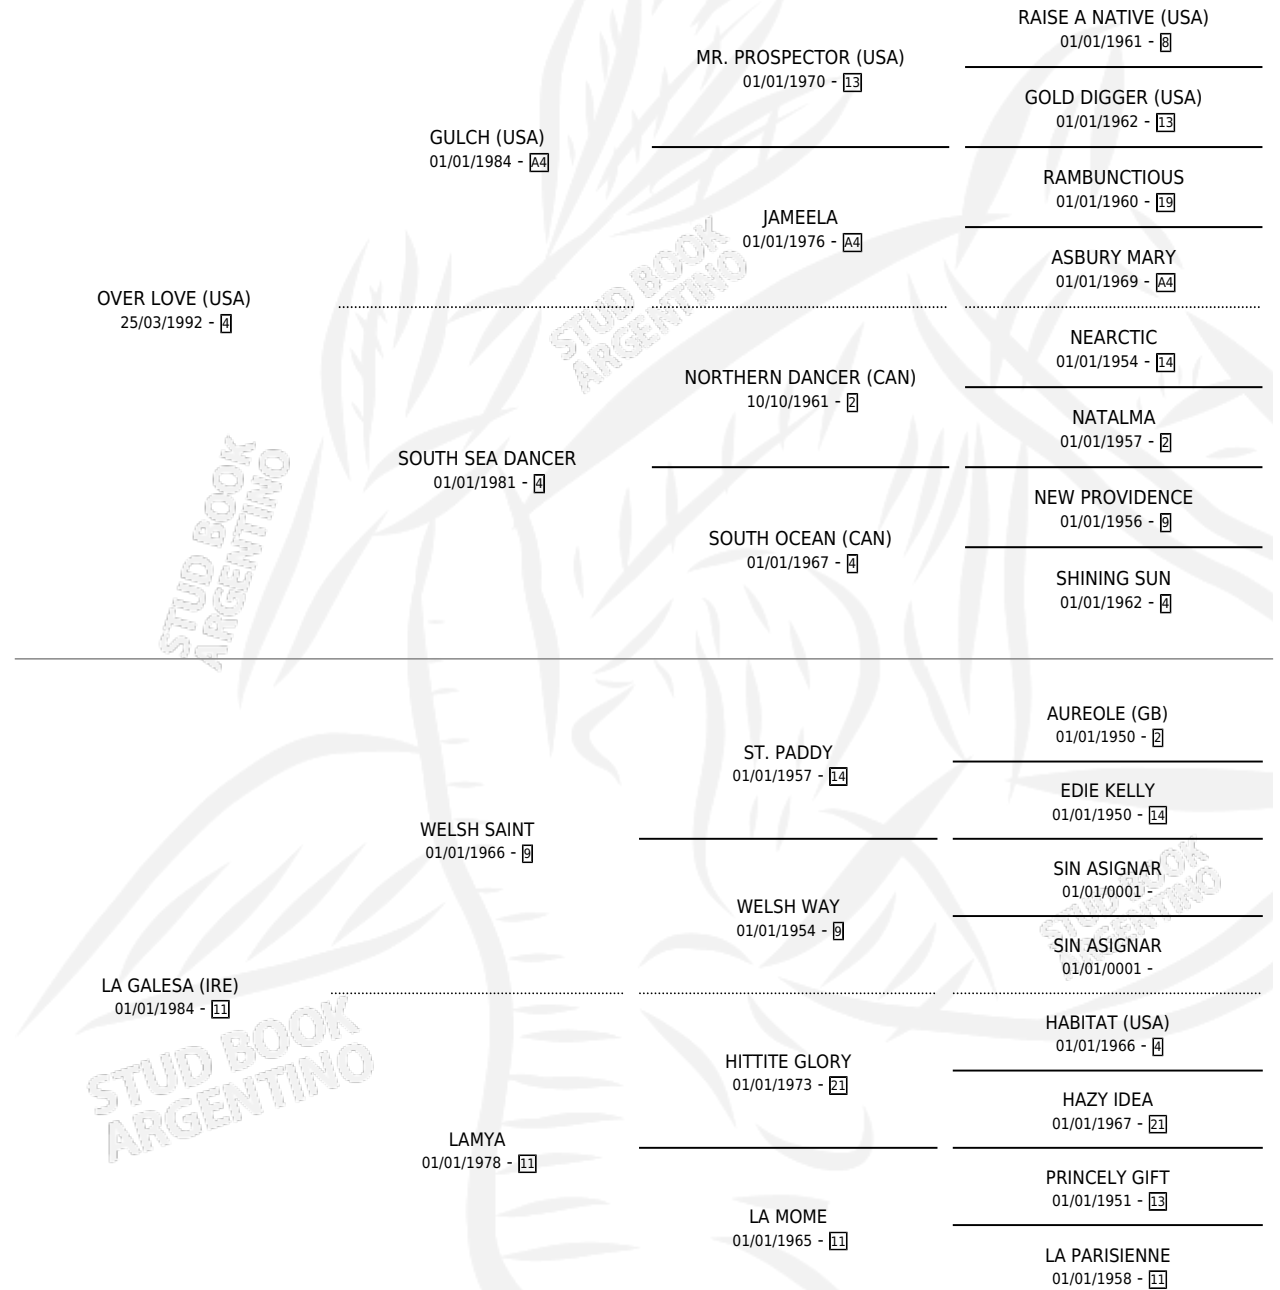 RAISE A NATIVE (USA)
01/01/1961 - 8
MR. PROSPECTOR (USA)
01/01/1970 - 13
GOLD DIGGER (USA)
01/01/1962 - 13
GULCH (USA)
01/01/1984 - A4
RAMBUNCTIOUS
01/01/1960 - 19
JAMEELA
01/01/1976 - A4
ASBURY MARY
01/01/1969 - A4
OVER LOVE (USA)
25/03/1992 - 4
STUD BOOK
ARGENTINO
NEARCTIC
01/01/1954 - 14
NORTHERN DANCER (CAN)
10/10/1961 - 2
NATALMA
01/01/1957 - 2
SOUTH SEA DANCER
01/01/1981 - 4
NEW PROVIDENCE
01/01/1956 - 9
SOUTH OCEAN (CAN)
01/01/1967 - 4
SHINING SUN
01/01/1962 - 4
STUD BOOK
ARGENTINO
AUREOLE (GB)
01/01/1950 - 2
ST. PADDY
01/01/1957 - 14
EDIE KELLY
01/01/1950 - 14
WELSH SAINT
01/01/1966 - 9
SIN ASIGNAR
01/01/0001 -
WELSH WAY
01/01/1954 - 9
SIN ASIGNAR
01/01/0001 -
STUD BOOK
ARGENTINO
LA GALESA (IRE)
01/01/1984 - 11
HABITAT (USA)
01/01/1966 - 4
HITTITE GLORY
01/01/1973 - 21
HAZY IDEA
01/01/1967 - 21
STUD BOOK
ARGENTINO
LAMYA
01/01/1978 - 11
PRINCELY GIFT
01/01/1951 - 13
LA MOME
01/01/1965 - 11
LA PARISIENNE
01/01/1958 - 11